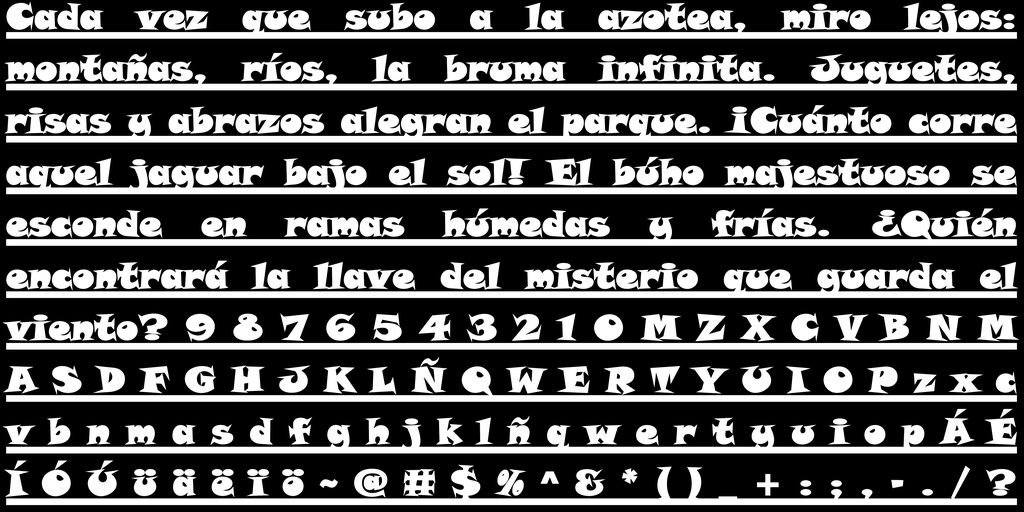 Cada vez que subo a la azotea, miro lejos:
montañas, ríos, la bruma infinita. Juguetes,
risas y abrazos alegran el parque. ¡Cuánto corre
aquel jaguar bajo el sol! El búho majestuoso se
esconde en ramas húmedas y frías. ¿Quién
encontrará la llave del misterio que guarda el
viento? 9 8 7 6 5 4 3 2 1 0 M Z X C V B N M
A S D F G H J K L Ñ Q W E R T Y U I O P z x c
v b n m a s d f g h j k l ñ q w e r t y u i o p Á É
Í Ó Ú ü ä ë ï ö ~ @ # $ % ^ & * ( ) _ + : ; , - . / ?